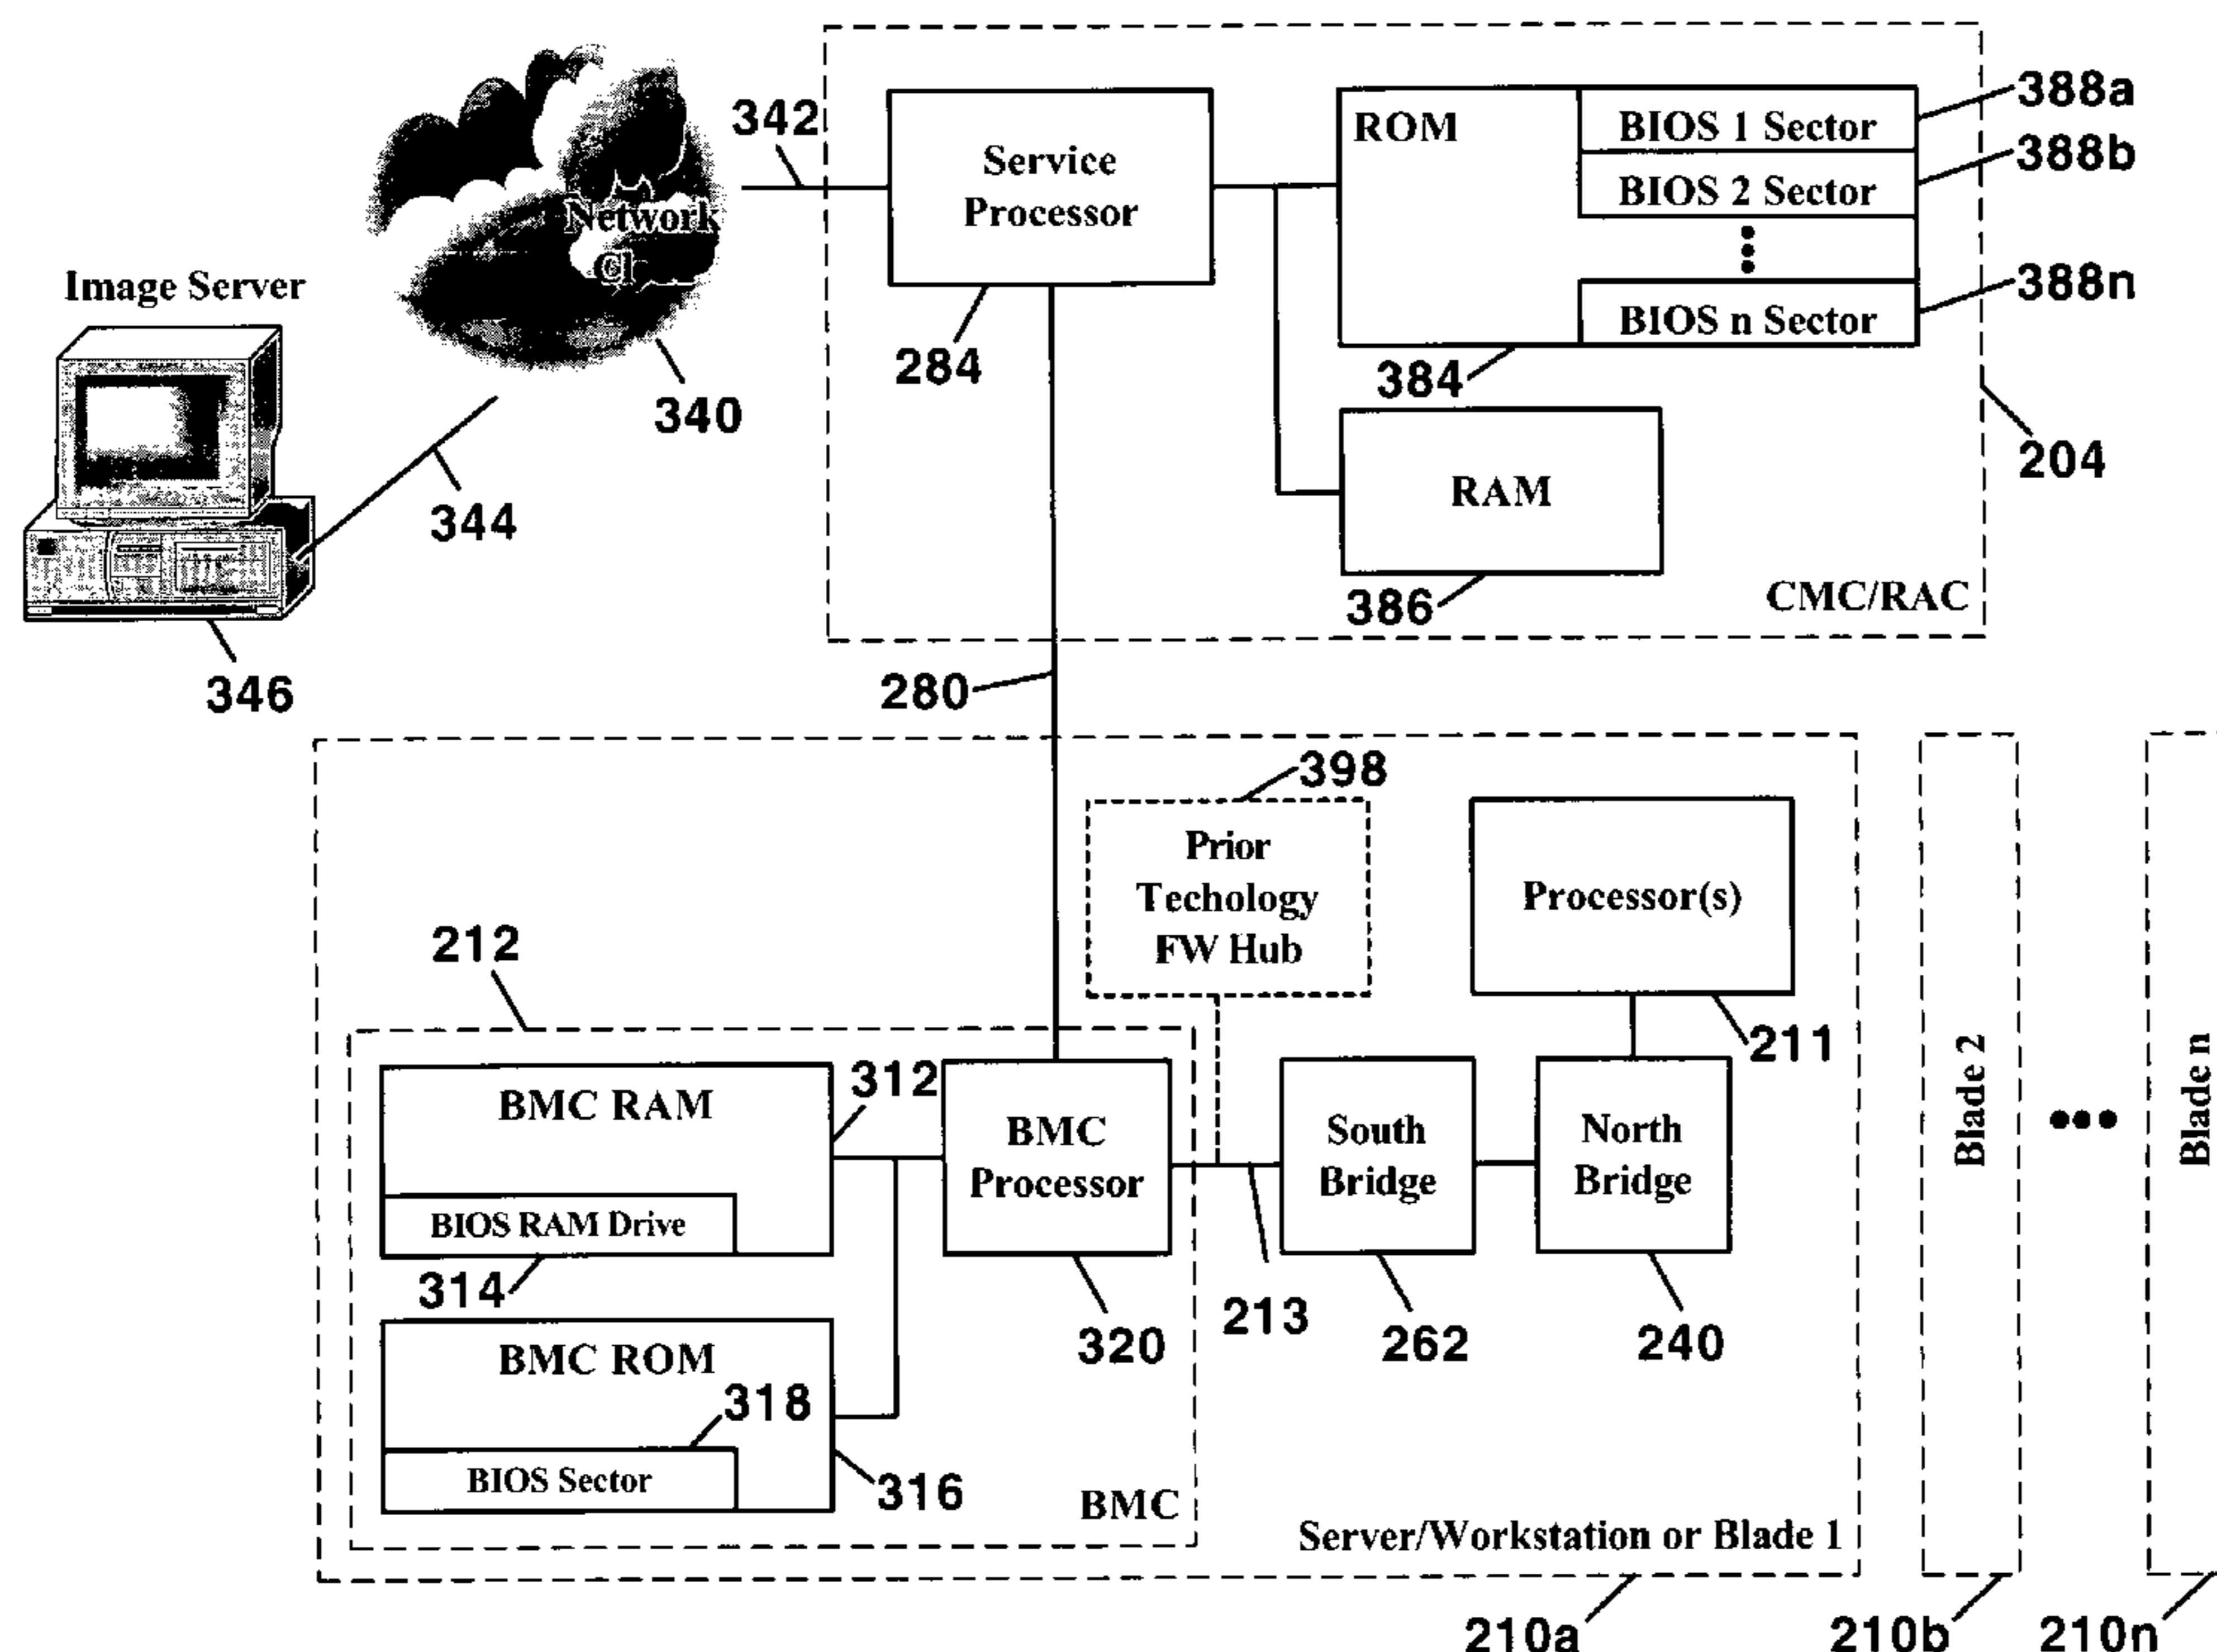 342
Service
Processor
284
ROM
BIOS 1 Sector
BIOS 2 Sector
BIOS n Sector
388a
388b
388n
384
RAM
386
CMC/RAC
204
Network
Cl
340
Image Server
344
346
280
398
Prior
Techology
FW Hub
Processor(s)
211
212
BMC RAM
312
BIOS RAM Drive
314
BMC ROM
318
BIOS Sector
316
BMC
BMC
Processor
320
213
South
Bridge
262
North
Bridge
240
Server/Workstation or Blade 1
210a
Blade 2
210b
Blade n
210n